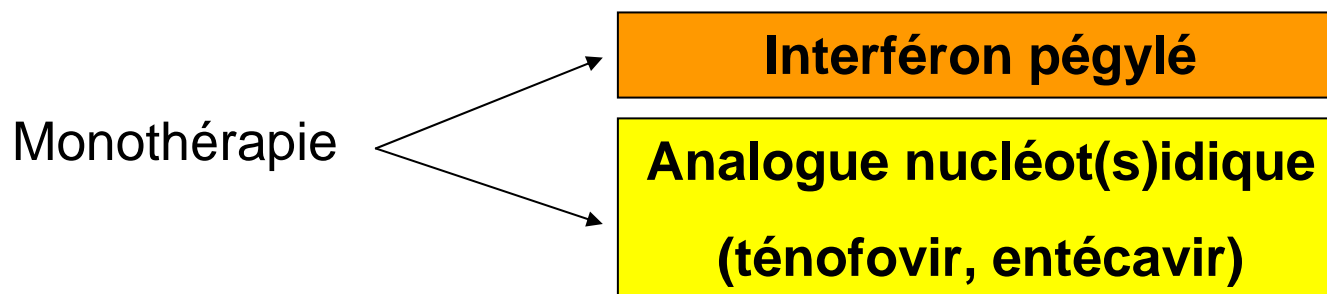 Interféron pégylé
Monothérapie
Analogue nucléot(s)idique
(ténofovir, entécavir)